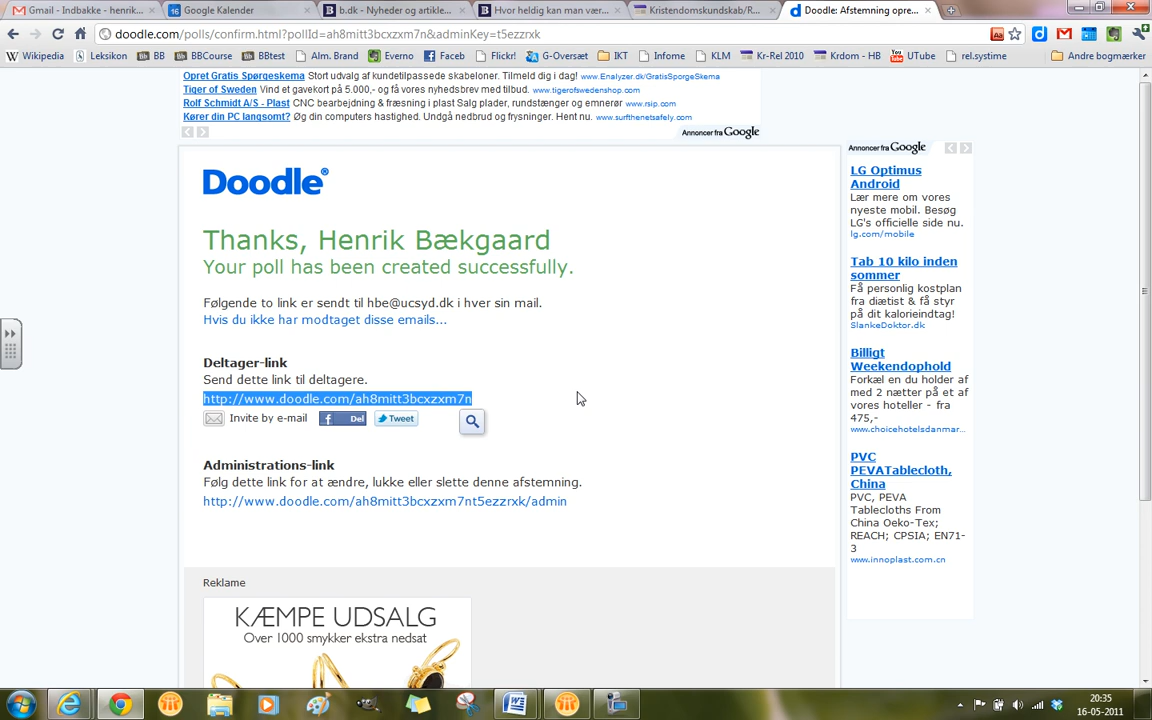 Gmail - Indbakke - henrik...
Google Kalender
b.dk - Nyheder og artikle...
Hvor heldig kan man vær...
Kristendomskundskab/R...
Doodle: Afstemning opre...
doodle.com/polls/confirm.html?pollId=ah8mitt3bcxzxm7n&adminKey=t5ezzrxk
Wikipedia
Leksikon
BB
BBCourse
BBtest
Alm. Brand
Everno
Faceb
Flickr!
G-Oversæt
IKT
Infome
KLM
Kr-Rel 2010
Krdom - HB
UTube
rel.systime
Andre bogmærker
Opret Gratis Spørgeskema Stort udvalg af kundetilpassede skabeloner. Tilmeld dig i dag! www.Enalyzer.dk/GratisSporgeSkema
Tiger of Sweden Vind et gavekort på 5.000,- og få vores nyhedsbrev med tilbud. www.tigerofswedenshop.com
Rolf Schmidt A/S - Plast CNC bearbejdning & fræsning i plast Salg plader, rundstænger og emnerør www.rsip.com
Kører din PC langsomt? Øg din computers hastighed. Undgå nedbrud og frysninger. Hent nu. www.surfthenetsafely.com
Annoncer fra Google
Doodle®
Thanks, Henrik Bækgaard
Your poll has been created successfully.
Følgende to link er sendt til hbe@ucsyd.dk i hver sin mail.
Hvis du ikke har modtaget disse emails...
Deltager-link
Send dette link til deltagere.
http://www.doodle.com/ah8mitt3bcxzxm7n
Invite by e-mail
Del
Tweet
Administrations-link
Følg dette link for at ændre, lukke eller slette denne afstemning.
http://www.doodle.com/ah8mitt3bcxzxm7nt5ezzrxk/admin
Reklame
KÆMPE UDSALG
Over 1000 smykker ekstra nedsat
Annoncer fra Google
LG Optimus
Android
Lær mere om vores
nyeste mobil. Besøg
LG's officielle side nu.
lg.com/mobile
Tab 10 kilo inden
sommer
Få personlig kostplan
fra diætist & få styr
på dit kalorieindtag!
SlankeDoktor.dk
Billigt
Weekendophold
Forkæl en du holder af
med 2 nætter på et af
vores hoteller - fra
475,-
www.choicehotelsdanmar...
PVC
PEVATablecloth,
China
PVC, PEVA
Tablecloths From
China Oeko-Tex;
REACH; CPSIA; EN71-
3
www.innoplast.com.cn
20:35
16-05-2011